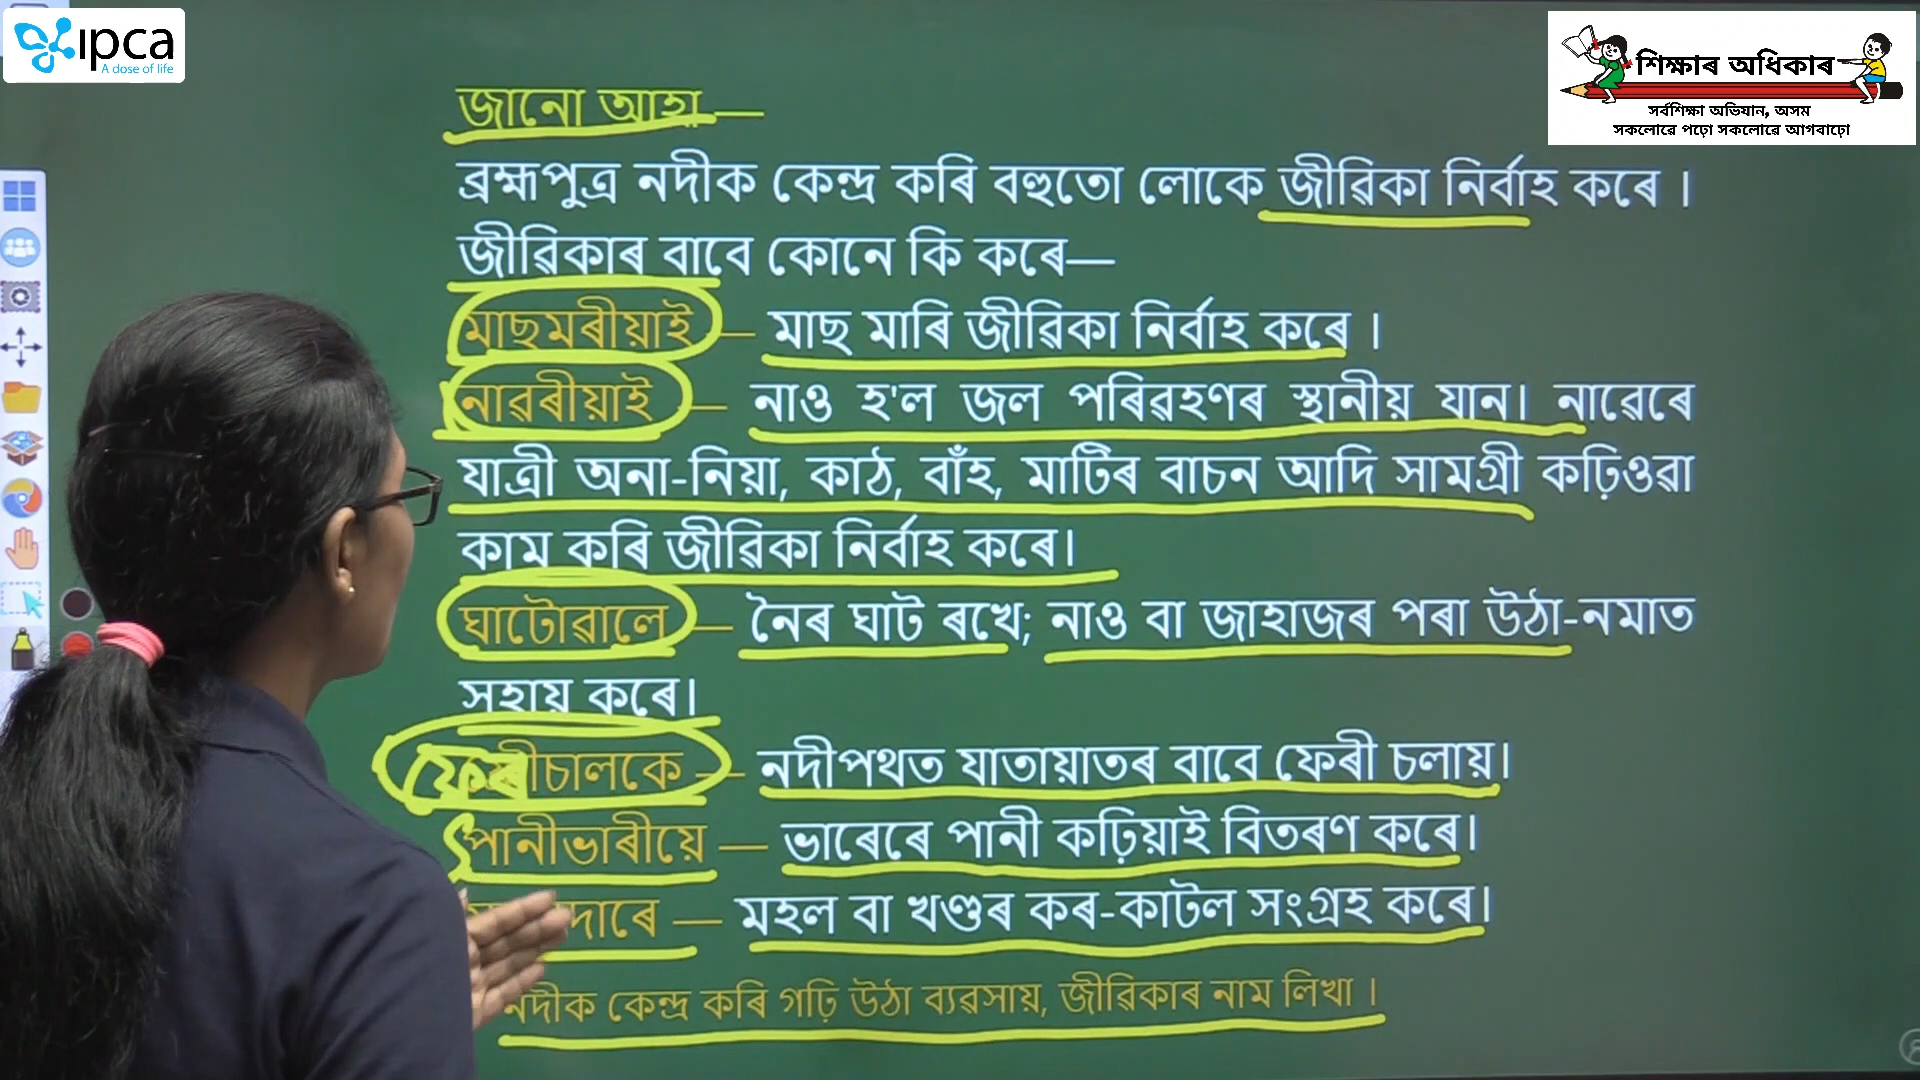 ipca
A dose of life
শিক্ষাৰ অধিকাৰ
সৰ্বশিক্ষা অভিযান, অসম
সকলোৱে পঢ়ো সকলোৱে আগবাঢ়ো
জানো আহা—
ব্ৰহ্মপুত্ৰ নদীক কেন্দ্ৰ কৰি বহুতো লোকে জীৱিকা নিৰ্বাহ কৰে ।
জীৱিকাৰ বাবে কোনে কি কৰে—
মাছমৰীয়াই — মাছ মাৰি জীৱিকা নিৰ্বাহ কৰে ।
নাৱৰীয়াই — নাও হ'ল জল পৰিৱহণৰ স্থানীয় যান। নাৱেৰে
যাত্ৰী অনা-নিয়া, কাঠ, বাঁহ, মাটিৰ বাচন আদি সামগ্ৰী কঢ়িওৱা
কাম কৰি জীৱিকা নিৰ্বাহ কৰে।
ঘাটোৱালে — নৈৰ ঘাট ৰখে; নাও বা জাহাজৰ পৰা উঠা-নমাত
সহায় কৰে।
ফেৰীচালকে — নদীপথত যাতায়াতৰ বাবে ফেৰী চলায়।
পানীভাৰীয়ে — ভাৰেৰে পানী কঢ়িয়াই বিতৰণ কৰে।
দাৰে — মহল বা খণ্ডৰ কৰ-কাটল সংগ্ৰহ কৰে।
নদীক কেন্দ্ৰ কৰি গঢ়ি উঠা ব্যৱসায়, জীৱিকাৰ নাম লিখা ।